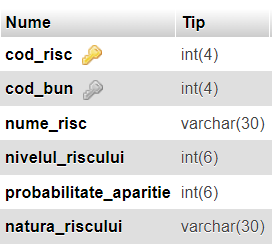 Nume Tip
cod_risc int(4)
cod_bun int(4)
nume_risc varchar(30)
nivelul_riscului int(6)
probabilitate_aparitie int(6)
natura_riscului varchar(30)